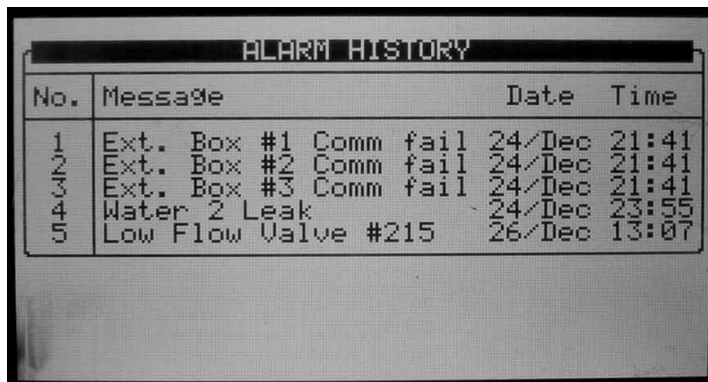 ALARM HISTORY
No. Message Date Time
1 Ext. Box #1 Comm fail 24/Dec 21:41
2 Ext. Box #2 Comm fail 24/Dec 21:41
3 Ext. Box #3 Comm fail 24/Dec 21:41
4 Water 2 Leak 24/Dec 23:55
5 Low Flow Valve #215 26/Dec 13:07